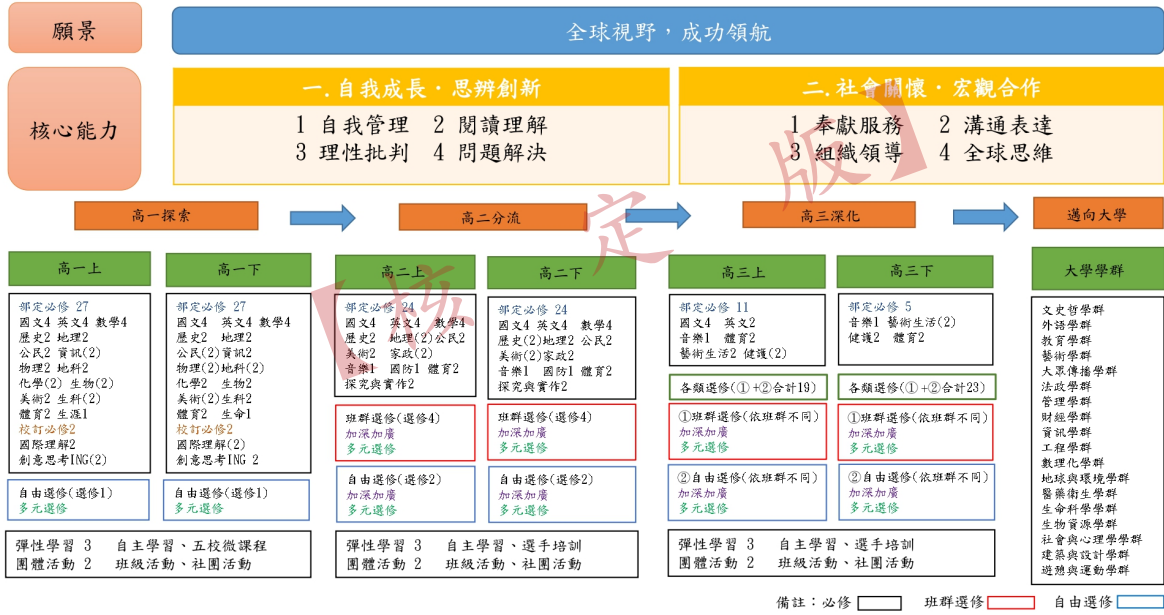 願景
全球視野，成功領航
核心能力
一.自我成長‧思辨創新
1 自我管理 2 閱讀理解
3 理性批判 4 問題解決
二.社會關懷‧宏觀合作
1 奉獻服務 2 溝通表達
3 組織領導 4 全球思維
高一探索
高二分流
高三深化
邁向大學
高一上
部定必修 27
國文4 英文4 數學4
歷史2 地理2
公民2 資訊(2)
物理2 地科2
化學(2) 生物(2)
美術2 生科(2)
體育2 生涯1
校訂必修2
國際理解2
創意思考ING(2)
自由選修(選修1)
多元選修
高一下
部定必修 27
國文4 英文4 數學4
歷史2 地理2
公民(2)資訊2
物理(2)地科(2)
化學2 生物2
美術(2)生科2
體育2 生命1
校訂必修2
國際理解(2)
創意思考ING 2
自由選修(選修1)
多元選修
彈性學習 3 自主學習、五校微課程
團體活動 2 班級活動、社團活動
高二上
部定必修 24
國文4 英文4 數學4
歷史2 地理(2)公民2
美術2 家政(2)
音樂1 國防1 體育2
探究與實作2
班群選修(選修4)
加深加廣
多元選修
自由選修(選修2)
加深加廣
多元選修
高二下
部定必修 24
國文4 英文4 數學4
歷史(2)地理2 公民2
美術(2)家政2
音樂1 國防1 體育2
探究與實作2
班群選修(選修4)
加深加廣
多元選修
自由選修(選修2)
加深加廣
多元選修
彈性學習 3 自主學習、選手培訓
團體活動 2 班級活動、社團活動
高三上
部定必修 11
國文4 英文2
音樂1 體育2
藝術生活2 健護(2)
各類選修(①+②合計19)
①班群選修(依班群不同)
加深加廣
多元選修
②自由選修(依班群不同)
加深加廣
多元選修
高三下
部定必修 5
音樂1 藝術生活(2)
健護2 體育2
各類選修(①+②合計23)
①班群選修(依班群不同)
加深加廣
多元選修
②自由選修(依班群不同)
加深加廣
多元選修
彈性學習 3 自主學習、選手培訓
團體活動 2 班級活動、社團活動
大學學群
文史哲學群
外語學群
教育學群
藝術學群
大眾傳播學群
法政學群
管理學群
財經學群
資訊學群
工程學群
數理化學群
地球與環境學群
醫藥衛生學群
生命科學學群
生物資源學群
社會與心理學學群
建築與設計學群
遊憩與運動學群
備註：必修 班群選修 自由選修
【核定版】